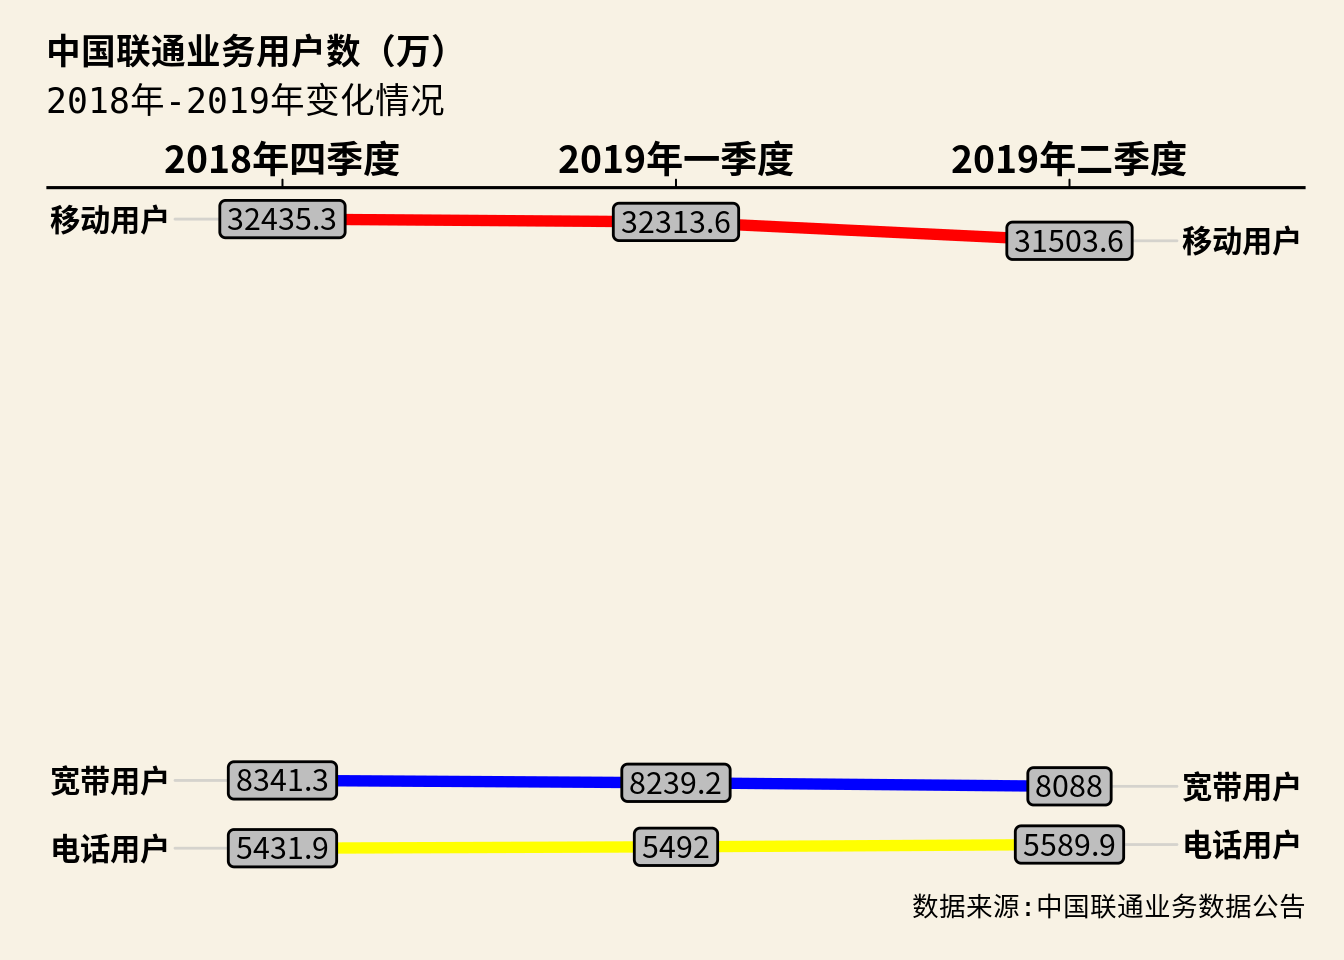 中国联通业务用户数（万）
2018年-2019年变化情况
2018年四季度 2019年一季度 2019年二季度
移动用户 32435.3 32313.6 31503.6 移动用户
宽带用户 8341.3 8239.2 8088 宽带用户
电话用户 5431.9 5492 5589.9 电话用户
数据来源:中国联通业务数据公告